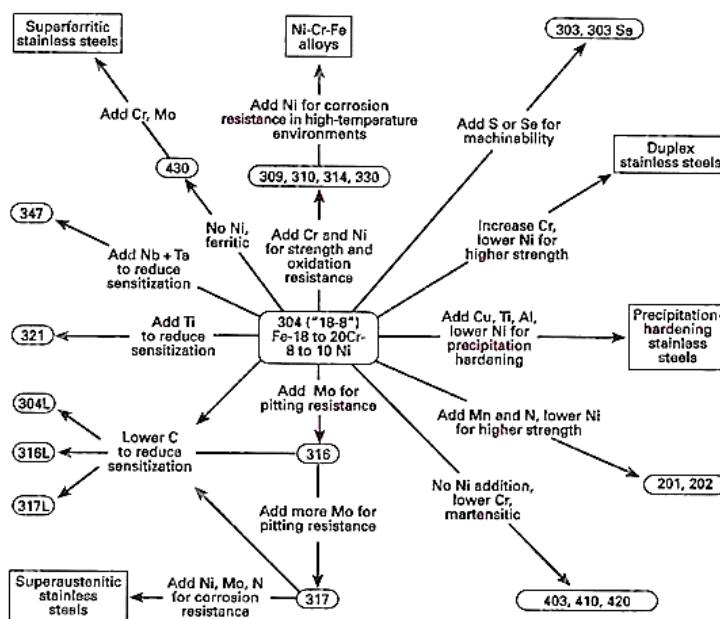 Superferritic
stainless steels
Ni-Cr-Fe
alloys
303, 303 Se
Add Cr, Mo
Add Ni for corrosion
resistance in high-temperature
environments
Add S or Se for
machinability
Duplex
stainless steels
430
309, 310, 314, 330
347
No Ni,
ferritic
Add Cr and Ni
for strength and
oxidation
resistance
Increase Cr,
lower Ni for
higher strength
Add Nb + Ta
to reduce
sensitization
321
Add Ti
to reduce
sensitization
304 ("18-8")
Fe-18 to 20Cr-
8 to 10 Ni
Add Cu, Ti, Al,
lower Ni for
precipitation
hardening
Precipitation-
hardening
stainless
steels
304L
316L
317L
Lower C
to reduce
sensitization
Add Mo for
pitting resistance
316
Add Mn and N, lower Ni
for higher strength
201, 202
No Ni addition,
lower Cr,
martensitic
Add more Mo for
pitting resistance
Superaustenitic
stainless
steels
Add Ni, Mo, N
for corrosion
resistance
317
403, 410, 420